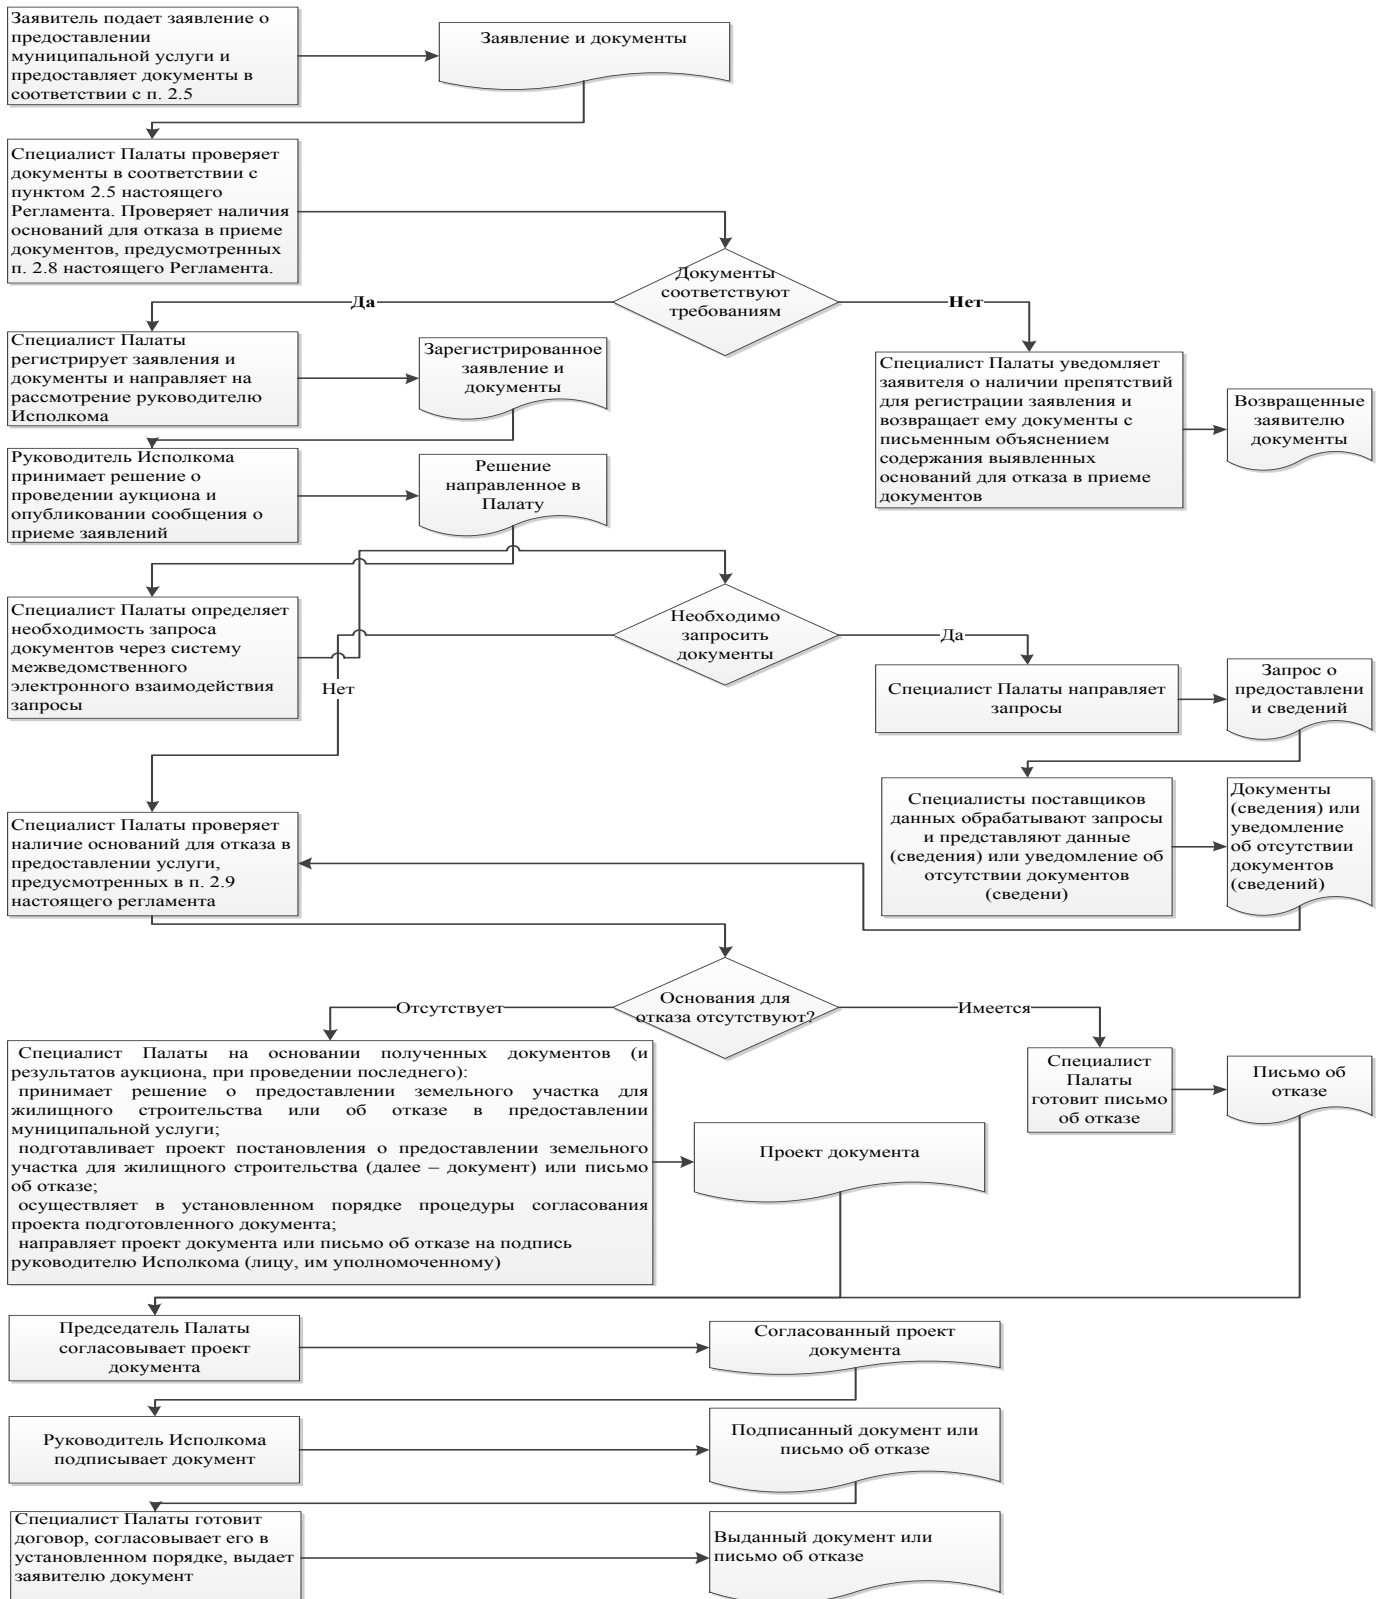 Заявитель подает заявление о
предоставлении
муниципальной услуги и
предоставляет документы в
соответствии с п. 2.5
Заявление и документы
Специалист Палаты проверяет
документы в соответствии с
пунктом 2.5 настоящего
Регламента. Проверяет наличия
оснований для отказа в приеме
документов, предусмотренных
п. 2.8 настоящего Регламента.
Документы
соответствуют
требованиям
Да
Нет
Специалист Палаты
регистрирует заявления и
документы и направляет на
рассмотрение руководителю
Исполкома
Зарегистрированное
заявление и
документы
Специалист Палаты уведомляет
заявителя о наличии препятствий
для регистрации заявления и
возвращает ему документы с
письменным объяснением
содержания выявленных
оснований для отказа в приеме
документов
Возвращенные
заявителю
документы
Руководитель Исполкома
принимает решение о
проведении аукциона и
опубликовании сообщения о
приеме заявлений
Решение
направленное в
Палату
Специалист Палаты определяет
необходимость запроса
документов через систему
межведомственного
электронного взаимодействия
запросы
Необходимо
запросить
документы
Да
Нет
Специалист Палаты направляет
запросы
Запрос о
предоставлени
и сведений
Специалисты поставщиков
данных обрабатывают запросы
и представляют данные
(сведения) или уведомление об
отсутствии документов
(сведени)
Документы
(сведения) или
уведомление
об отсутствии
документов
(сведений)
Специалист Палаты проверяет
наличие оснований для отказа в
предоставлении услуги,
предусмотренных в п. 2.9
настоящего регламента
Основания для
отказа отсутствуют?
Отсутствует
Имеется
Специалист Палаты на основании полученных документов (и
результатов аукциона, при проведении последнего):
принимает решение о предоставлении земельного участка для
жилищного строительства или об отказе в предоставлении
муниципальной услуги;
подготавливает проект постановления о предоставлении земельного
участка для жилищного строительства (далее – документ) или письмо
об отказе;
осуществляет в установленном порядке процедуры согласования
проекта подготовленного документа;
направляет проект документа или письмо об отказе на подпись
руководителю Исполкома (лицу, им уполномоченному)
Проект документа
Специалист
Палаты
готовит письмо
об отказе
Письмо об
отказе
Председатель Палаты
согласовывает проект
документа
Согласованный проект
документа
Руководитель Исполкома
подписывает документ
Подписанный документ или
письмо об отказе
Специалист Палаты готовит
договор, согласовывает его в
установленном порядке, выдает
заявителю документ
Выданный документ или
письмо об отказе